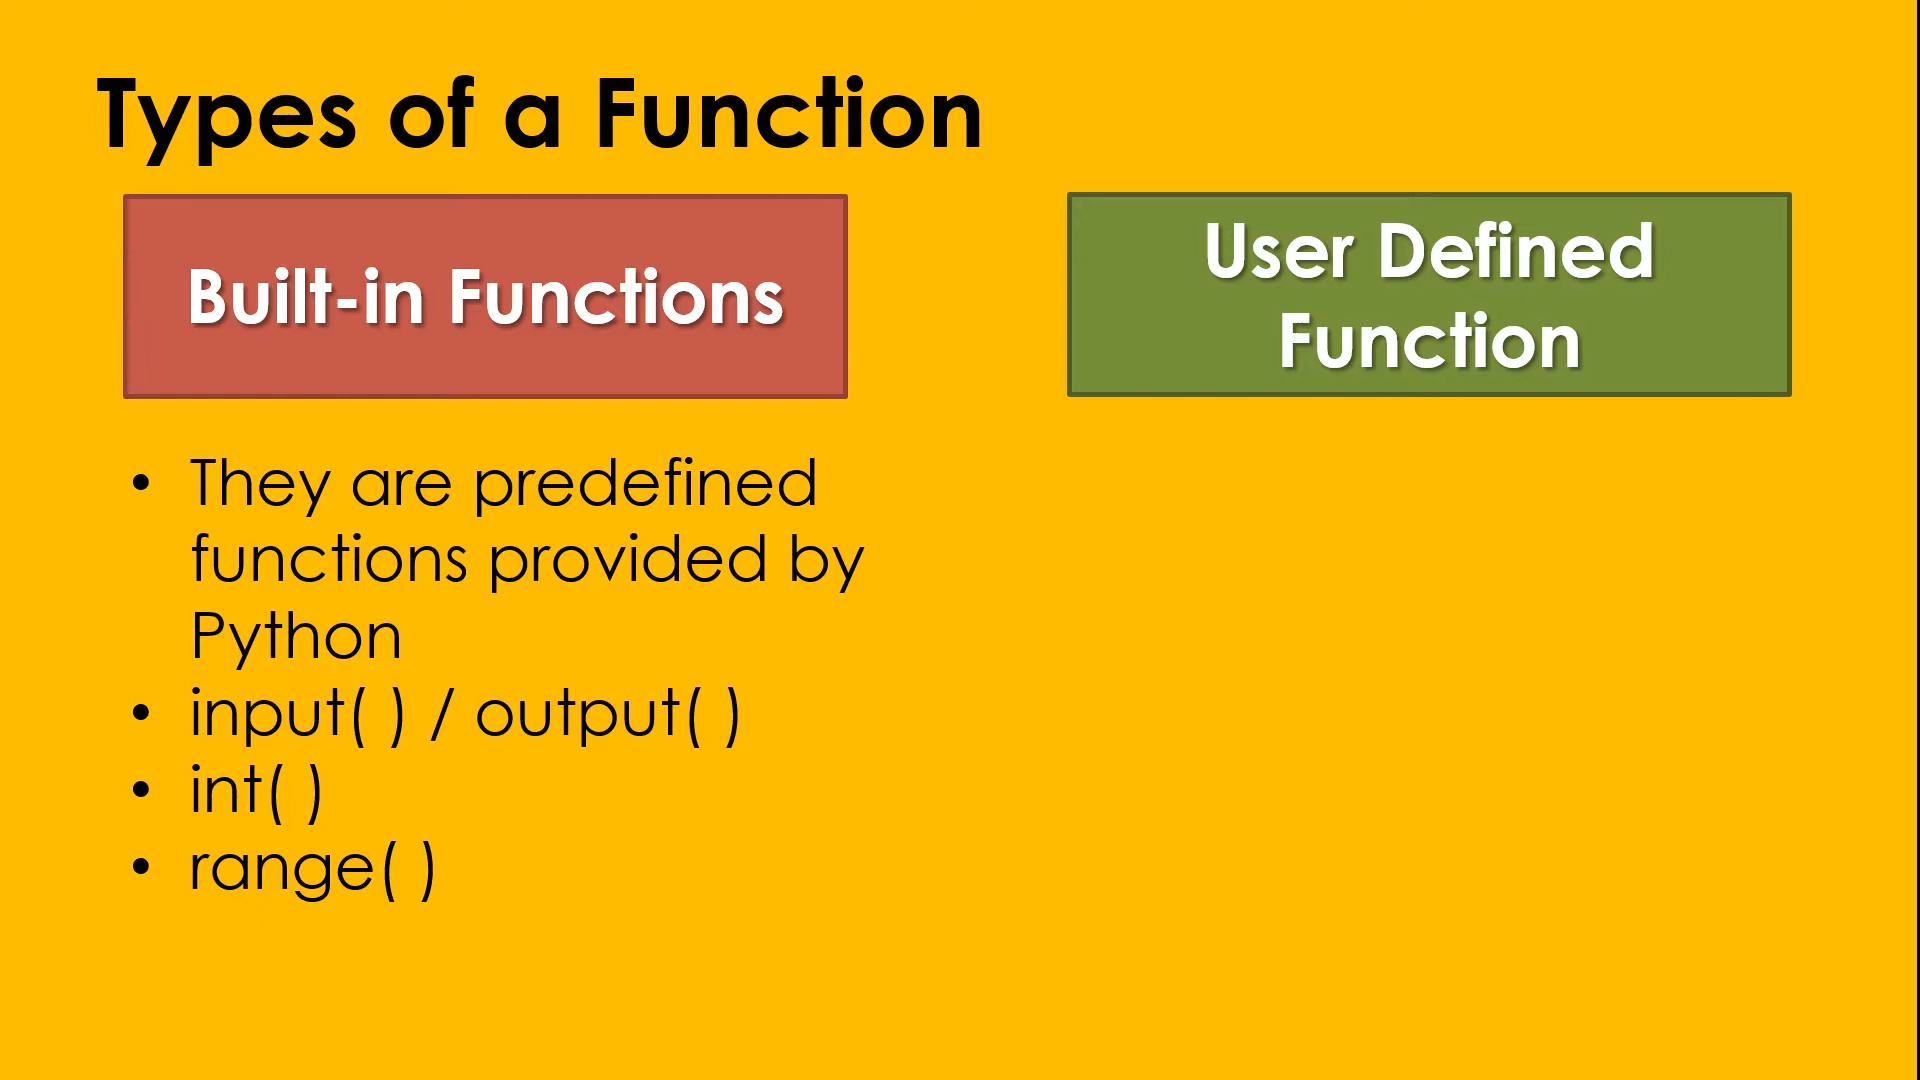 Types of a Function
Built-in Functions
User Defined
Function
• They are predefined
functions provided by
Python
• input( ) / output( )
• int( )
• range( )